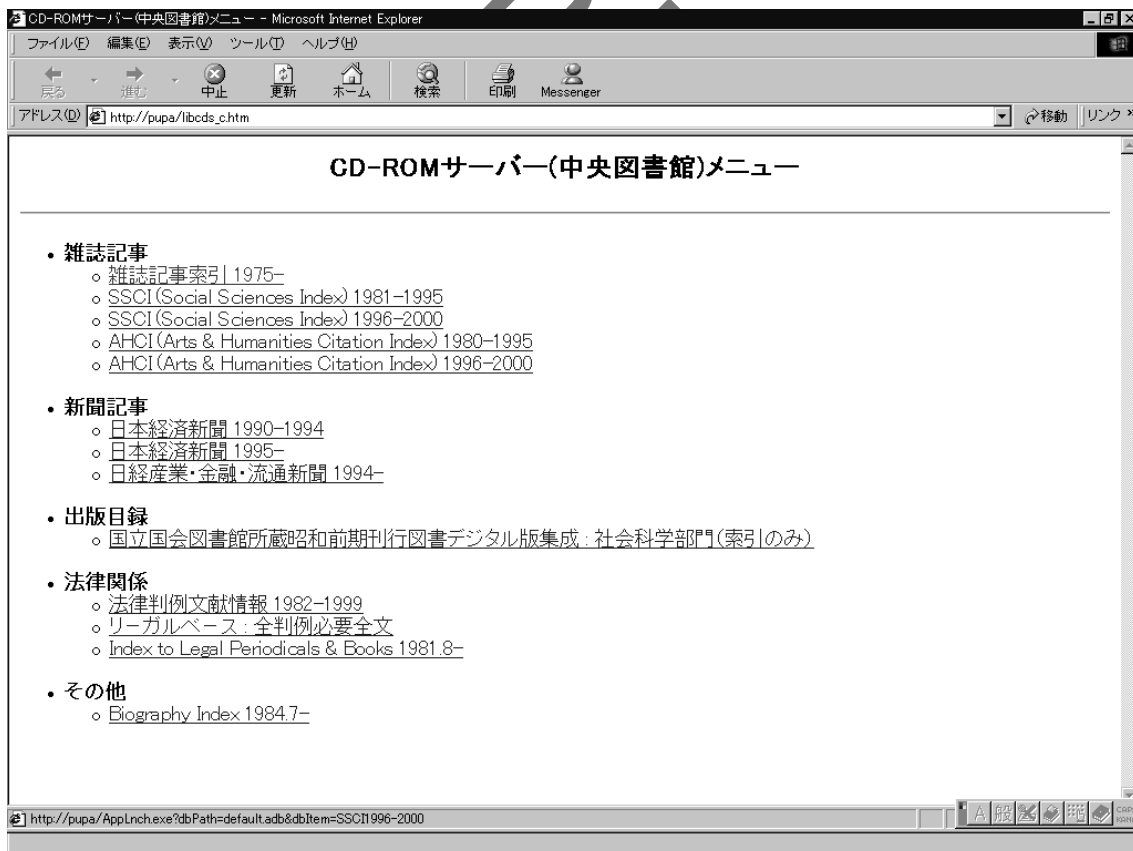 CD-ROMサーバー(中央図書館)メニュー - Microsoft Internet Explorer
ファイル(F) 編集(E) 表示(V) ツール(T) ヘルプ(H)
戻る 進む 中止 更新 ホーム 検索 印刷 Messenger
アドレス(D) http://pupa/libcds_c.htm 移動 リンク »
CD-ROMサーバー(中央図書館)メニュー
• 雑誌記事
○ 雑誌記事索引 1975-
○ SSCI (Social Sciences Index) 1981-1995
○ SSCI (Social Sciences Index) 1996-2000
○ AHCI (Arts & Humanities Citation Index) 1980-1995
○ AHCI (Arts & Humanities Citation Index) 1996-2000
• 新聞記事
○ 日本経済新聞 1990-1994
○ 日本経済新聞 1995-
○ 日経産業・金融・流通新聞 1994-
• 出版目録
○ 国立国会図書館所蔵昭和前期刊行図書デジタル版集成 : 社会科学部門(索引のみ)
• 法律関係
○ 法律判例文献情報 1982-1999
○ リーガルベース : 全判例必要全文
○ Index to Legal Periodicals & Books 1981.8-
• その他
○ Biography Index 1984.7-
http://pupa/AppLnch.exe?dbPath=default.adb&dbItem=SSCI1996-2000
A 般 CAPS KANA